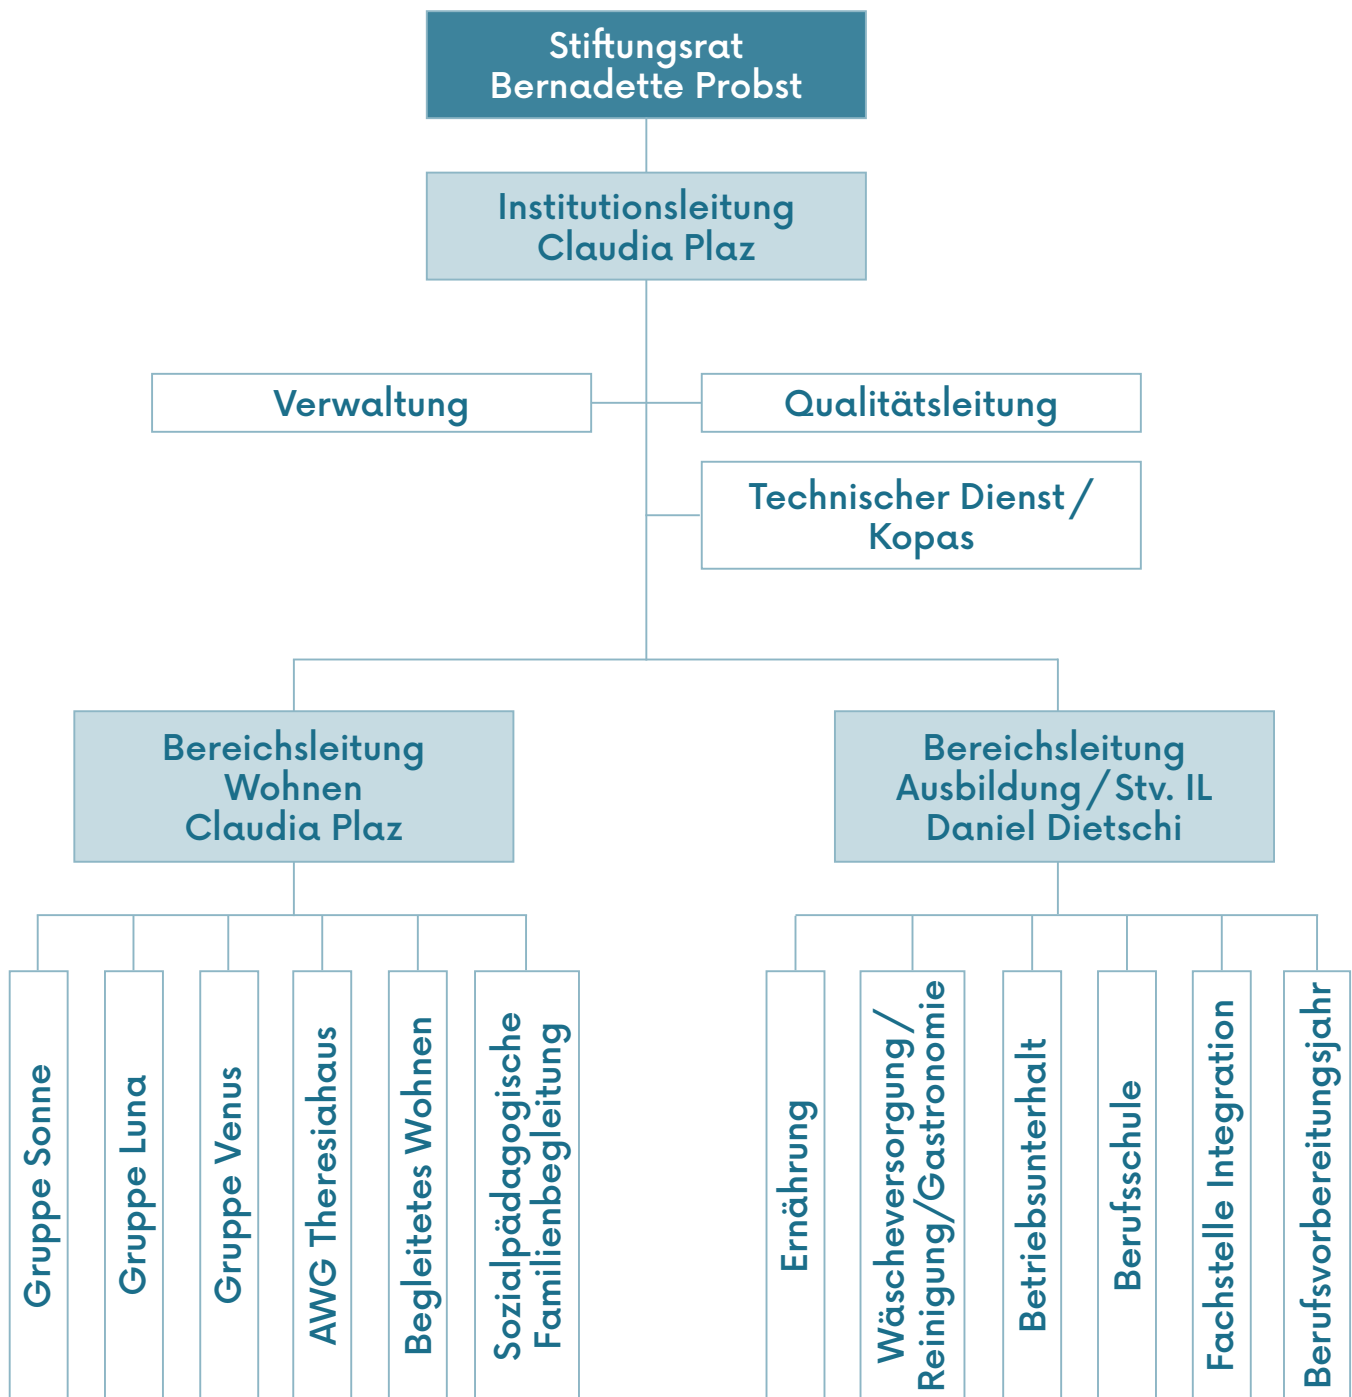 Stiftungsrat
Bernadette Probst
Institutionsleitung
Claudia Plaz
Verwaltung
Qualitätsleitung
Technischer Dienst /
Kopas
Bereichsleitung
Wohnen
Claudia Plaz
Bereichsleitung
Ausbildung / Stv. IL
Daniel Dietschi
Gruppe Sonne
Gruppe Luna
Gruppe Venus
AWG Theresiahaus
Begleitetes Wohnen
Sozialpädagogische
Familienbegleitung
Ernährung
Wäscheversorgung /
Reinigung/Gastronomie
Betriebsunterhalt
Berufsschule
Fachstelle Integration
Berufsvorbereitungsjahr